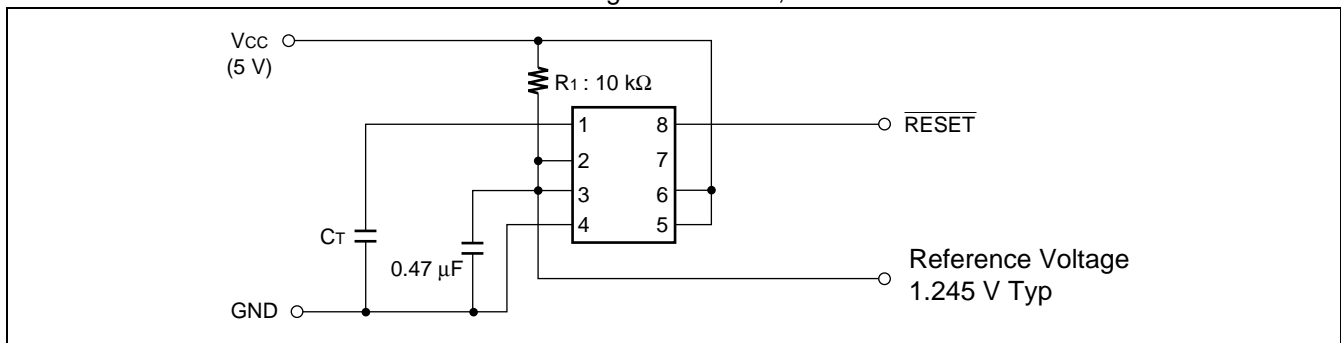 Vcc
(5 V)
R1 : 10 kΩ
1
8
RESET
2
7
3
6
4
5
CT
0.47 μF
Reference Voltage
1.245 V Typ
GND